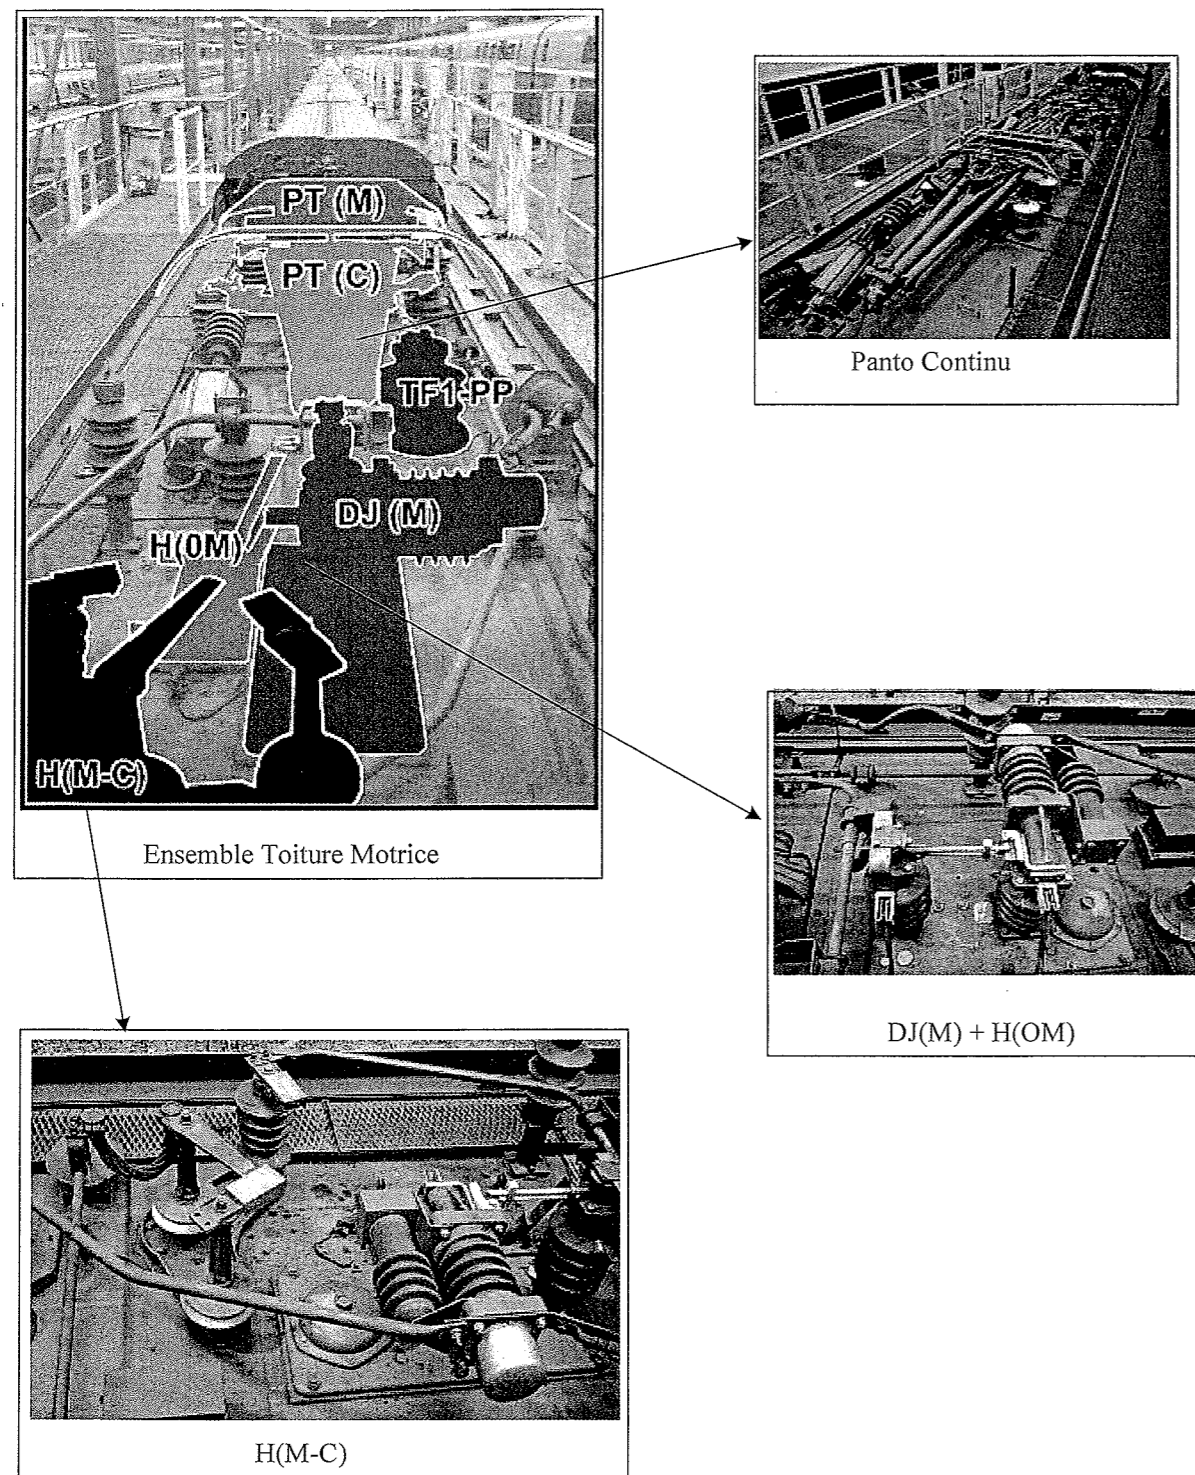 PT (M)
PT (C)
TF1-PP
DJ (M)
H(0M)
H(M-C)
Ensemble Toiture Motrice
Panto Continu
DJ(M) + H(OM)
H(M-C)